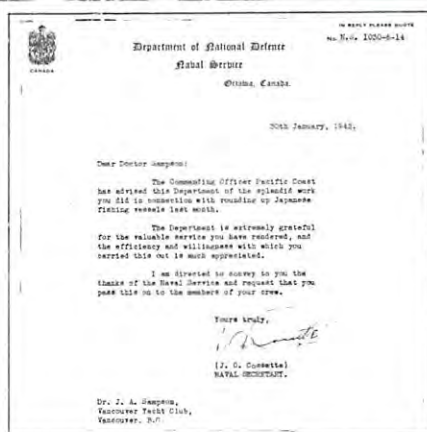 IN REPLY PLEASE QUOTE
No. N.S. 1030-6-14
CANADA
Department of National Defence
Naval Service
Ottawa, Canada.
30th January, 1942.
Dear Doctor Sampson:
The Commanding Officer Pacific Coast
has advised this Department of the splendid work
you did in connection with rounding up Japanese
fishing vessels last month.
The Department is extremely grateful
for the valuable service you have rendered, and
the efficiency and willingness with which you
carried this out is much appreciated.
I am directed to convey to you the
thanks of the Naval Service and request that you
pass this on to the members of your crew.
Yours truly,
(J. O. Cossette)
NAVAL SECRETARY.
Dr. J. A. Sampson,
Vancouver Yacht Club,
Vancouver, B.C.